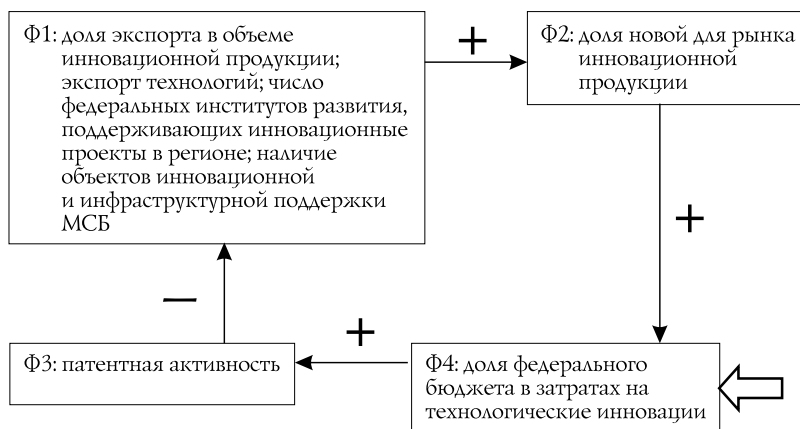 Ф1: доля экспорта в объеме
инновационной продукции;
экспорт технологий; число
федеральных институтов развития,
поддерживающих инновационные
проекты в регионе; наличие
объектов инновационной
и инфраструктурной поддержки
МСБ
+
Ф2: доля новой для рынка
инновационной
продукции
+
—
+
Ф3: патентная активность
Ф4: доля федерального
бюджета в затратах на
технологические инновации